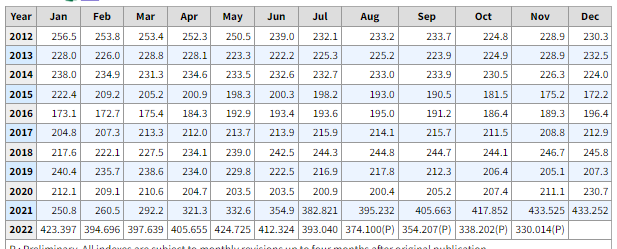 Year Jan Feb Mar Apr May Jun Jul Aug Sep Oct Nov Dec
2012 256.5 253.8 253.4 252.3 250.5 239.0 232.1 233.2 233.7 224.8 228.9 230.3
2013 228.0 226.0 228.8 228.1 223.3 222.2 225.3 225.2 223.9 224.9 228.9 232.5
2014 238.0 234.9 231.3 234.6 233.5 232.6 232.7 233.0 233.9 230.5 226.3 224.0
2015 222.4 209.2 205.2 200.9 198.3 200.3 198.2 193.0 190.5 181.5 175.2 172.2
2016 173.1 172.7 175.4 184.3 192.9 193.4 193.6 195.0 191.2 186.4 189.3 196.4
2017 204.8 207.3 213.3 212.0 213.7 213.9 215.9 214.1 215.7 211.5 208.8 212.9
2018 217.6 222.1 227.5 234.1 239.0 242.5 244.3 244.8 244.7 244.1 246.7 245.8
2019 240.4 235.7 238.6 234.0 229.8 222.5 216.9 217.8 212.3 206.4 205.1 207.3
2020 212.1 209.1 210.6 204.7 203.5 203.5 200.9 200.4 205.2 207.4 211.1 230.7
2021 250.8 260.5 292.2 321.3 332.6 354.9 382.821 395.232 405.663 417.852 433.525 433.252
2022 423.397 394.696 397.639 405.655 424.725 412.324 393.040 374.100(P) 354.207(P) 338.202(P) 330.014(P)
P : Preliminary. All indexes are subject to monthly revisions up to four months after original publication.